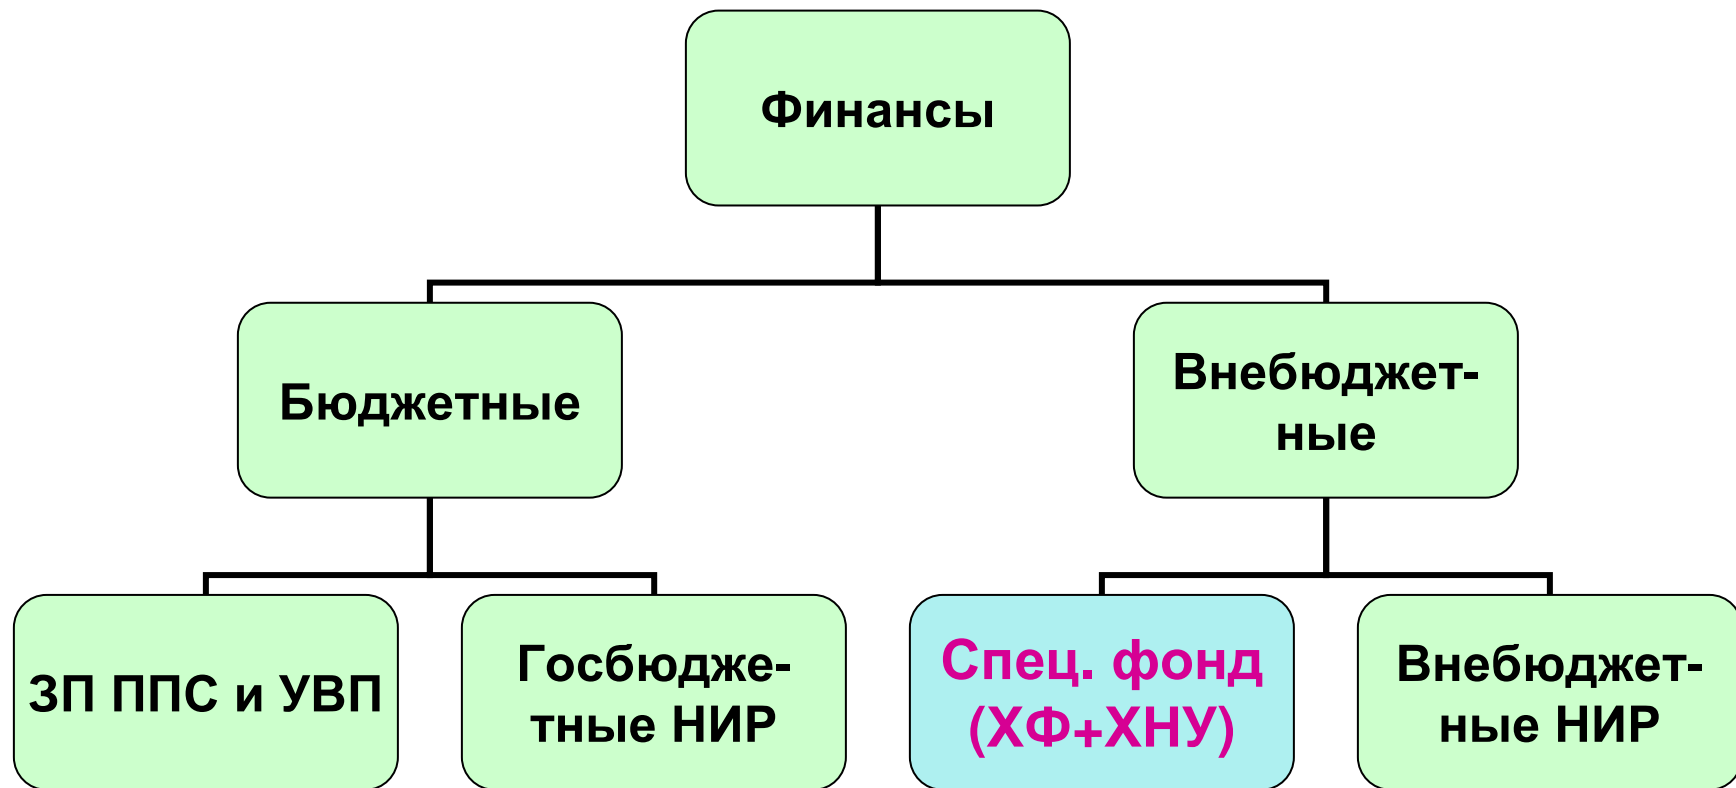 Финансы
Бюджетные
Внебюджет-
ные
ЗП ППС и УВП
Госбюдже-
тные НИР
Спец. фонд
(ХФ+ХНУ)
Внебюджет-
ные НИР